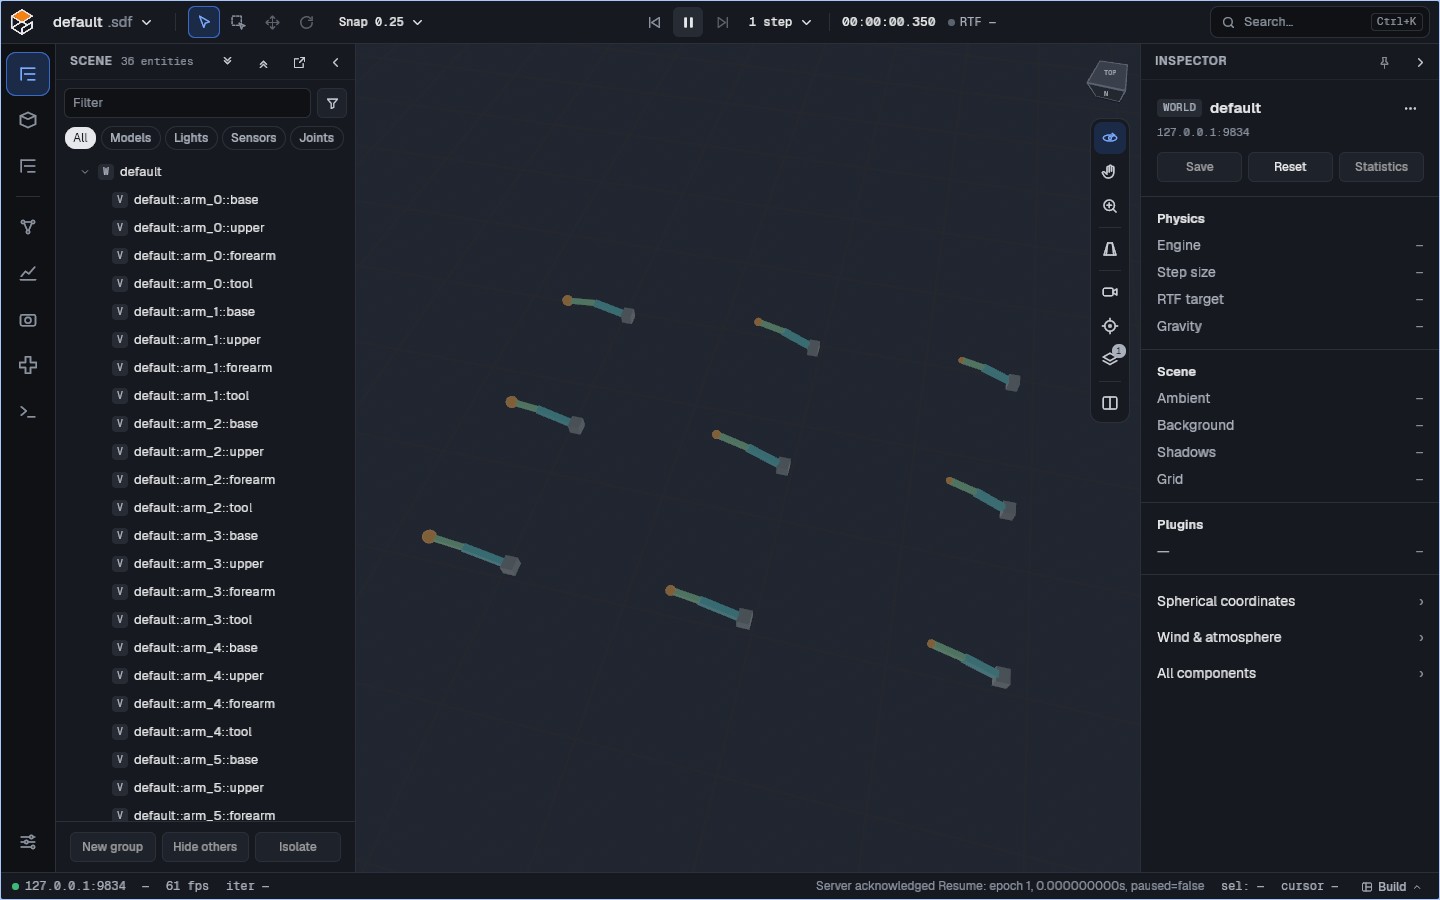 default .sdf
Snap 0.25
1 step
00:00:00.350
RTF –
Search…
Ctrl+K
SCENE 36 entities
Filter
All Models Lights Sensors Joints
W default
V default::arm_0::base
V default::arm_0::upper
V default::arm_0::forearm
V default::arm_0::tool
V default::arm_1::base
V default::arm_1::upper
V default::arm_1::forearm
V default::arm_1::tool
V default::arm_2::base
V default::arm_2::upper
V default::arm_2::forearm
V default::arm_2::tool
V default::arm_3::base
V default::arm_3::upper
V default::arm_3::forearm
V default::arm_3::tool
V default::arm_4::base
V default::arm_4::upper
V default::arm_4::forearm
V default::arm_4::tool
V default::arm_5::base
V default::arm_5::upper
V default::arm_5::forearm
New group Hide others Isolate
TOP
N
1
INSPECTOR
WORLD default
127.0.0.1:9834
Save Reset Statistics
Physics
Engine –
Step size –
RTF target –
Gravity –
Scene
Ambient –
Background –
Shadows –
Grid –
Plugins
— –
Spherical coordinates
Wind & atmosphere
All components
127.0.0.1:9834 – 61 fps iter –
Server acknowledged Resume: epoch 1, 0.000000000s, paused=false sel: – cursor – Build